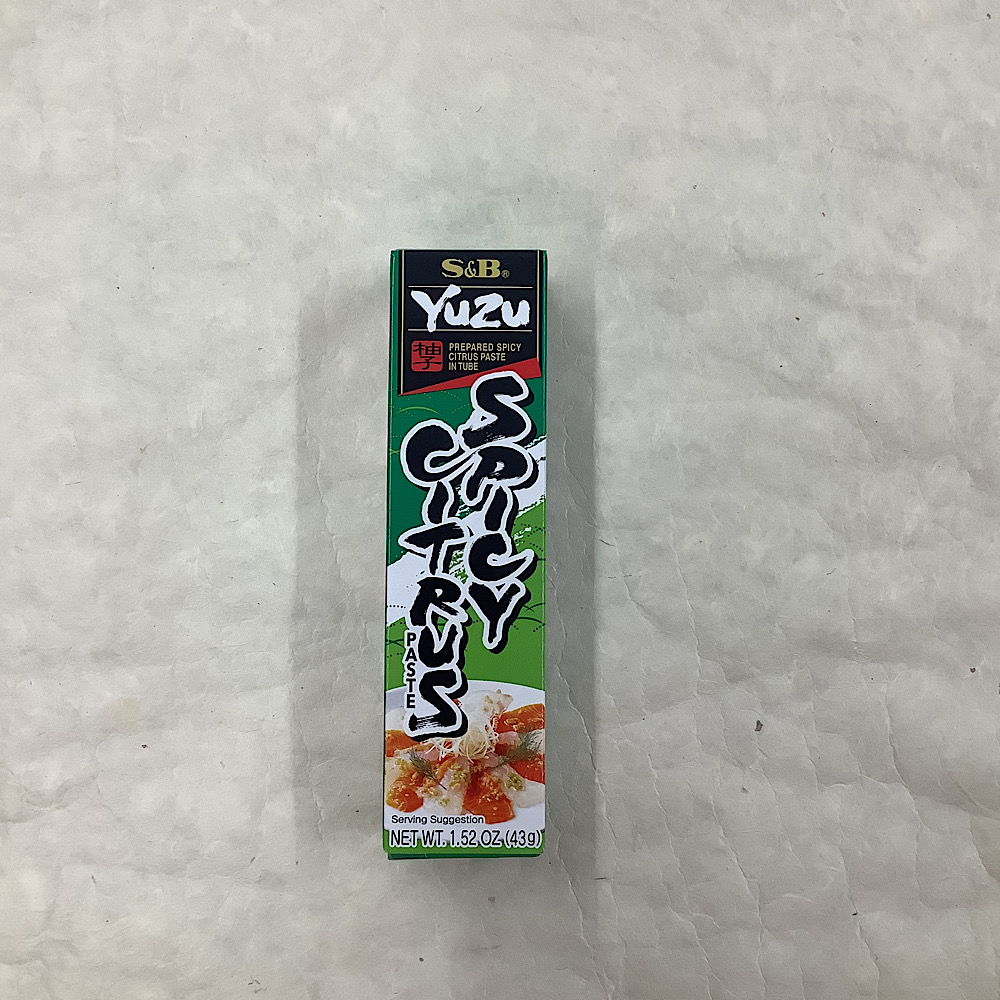 S&B®
Yuzu
柚子
PREPARED SPICY
CITRUS PASTE
IN TUBE
SPICY
CITRUS
PASTE
Serving Suggestion
NET WT. 1.52 OZ (43g)